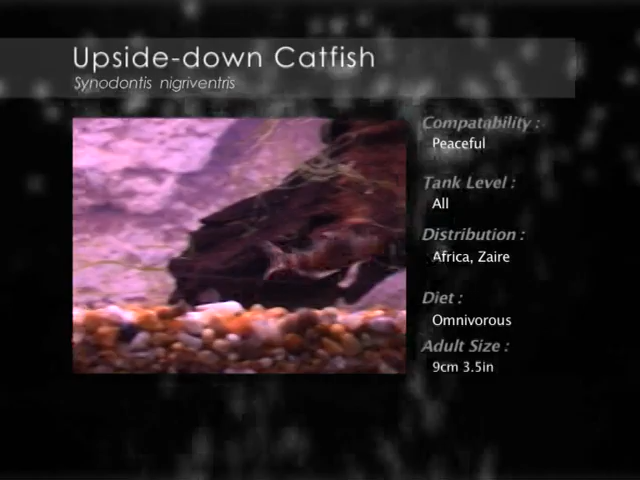 Upside-down Catfish
Synodontis nigriventris
Compatability :
Peaceful
Tank Level :
All
Distribution :
Africa, Zaire
Diet :
Omnivorous
Adult Size :
9cm 3.5in